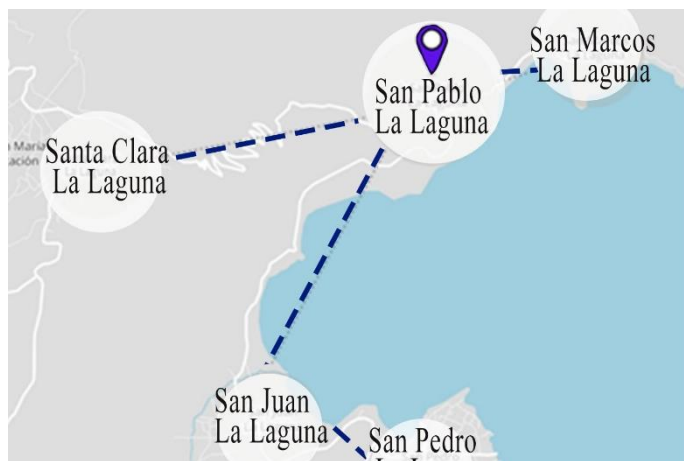 San Marcos
La Laguna
San Pablo
La Laguna
Santa Clara
La Laguna
San Juan
La Laguna
San Pedro